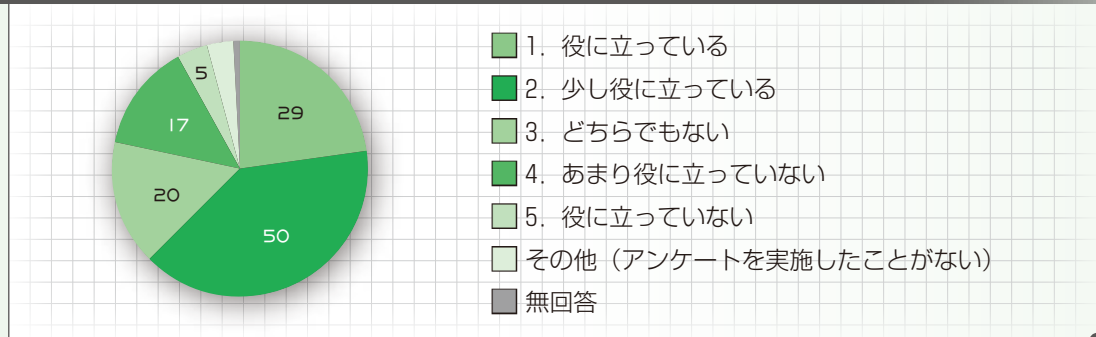 29
50
20
17
5
1. 役に立っている
2. 少し役に立っている
3. どちらでもない
4. あまり役に立っていない
5. 役に立っていない
その他（アンケートを実施したことがない）
無回答